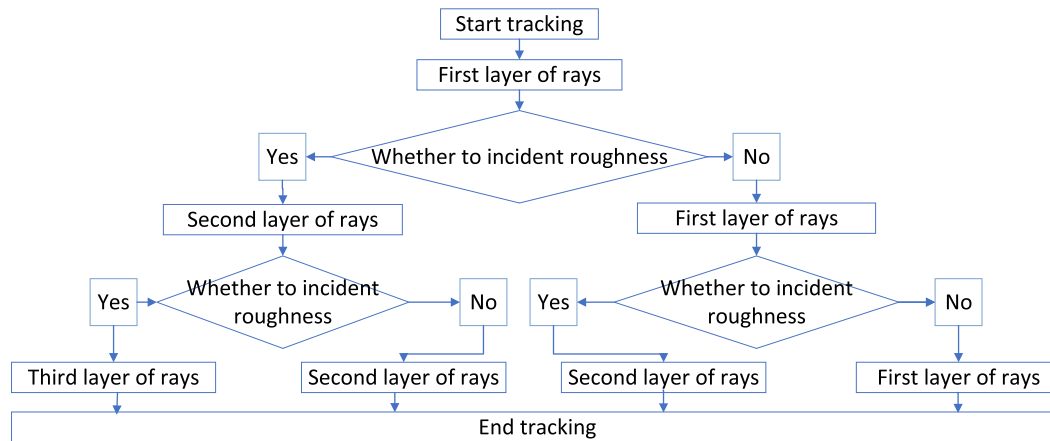 Start tracking
First layer of rays
Yes
Whether to incident roughness
No
Second layer of rays
First layer of rays
Yes
Whether to incident
roughness
No
Yes
Whether to incident
roughness
No
Third layer of rays
Second layer of rays
Second layer of rays
First layer of rays
End tracking